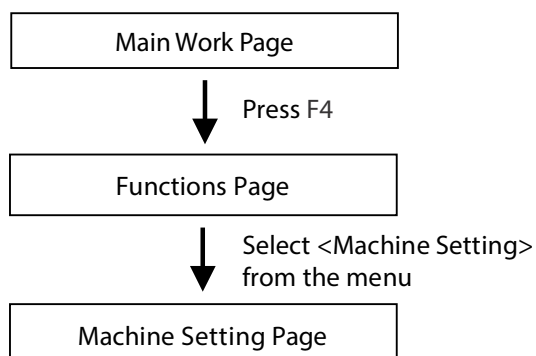 Main Work Page
Press F4
Functions Page
Select <Machine Setting>
from the menu
Machine Setting Page